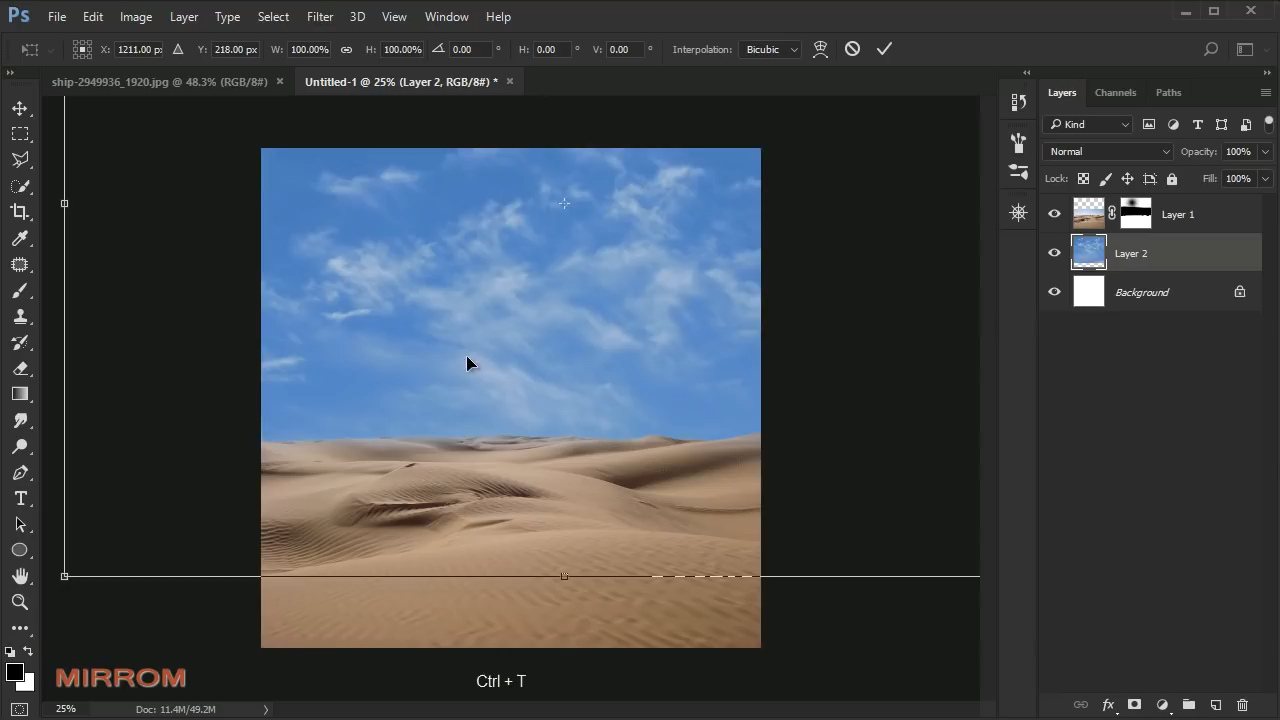 Ps File Edit Image Layer Type Select Filter 3D View Window Help
X: 1211.00 px Y: 218.00 px W: 100.00% H: 100.00% 0.00 ° H: 0.00 ° V: 0.00 ° Interpolation: Bicubic
ship-2949936_1920.jpg @ 48.3% (RGB/8#) × Untitled-1 @ 25% (Layer 2, RGB/8#) * ×
Layers Channels Paths
Kind
Normal Opacity: 100%
Lock: Fill: 100%
Layer 1
Layer 2
Background
MIRROM
Ctrl + T
25% Doc: 11.4M/49.2M
fx